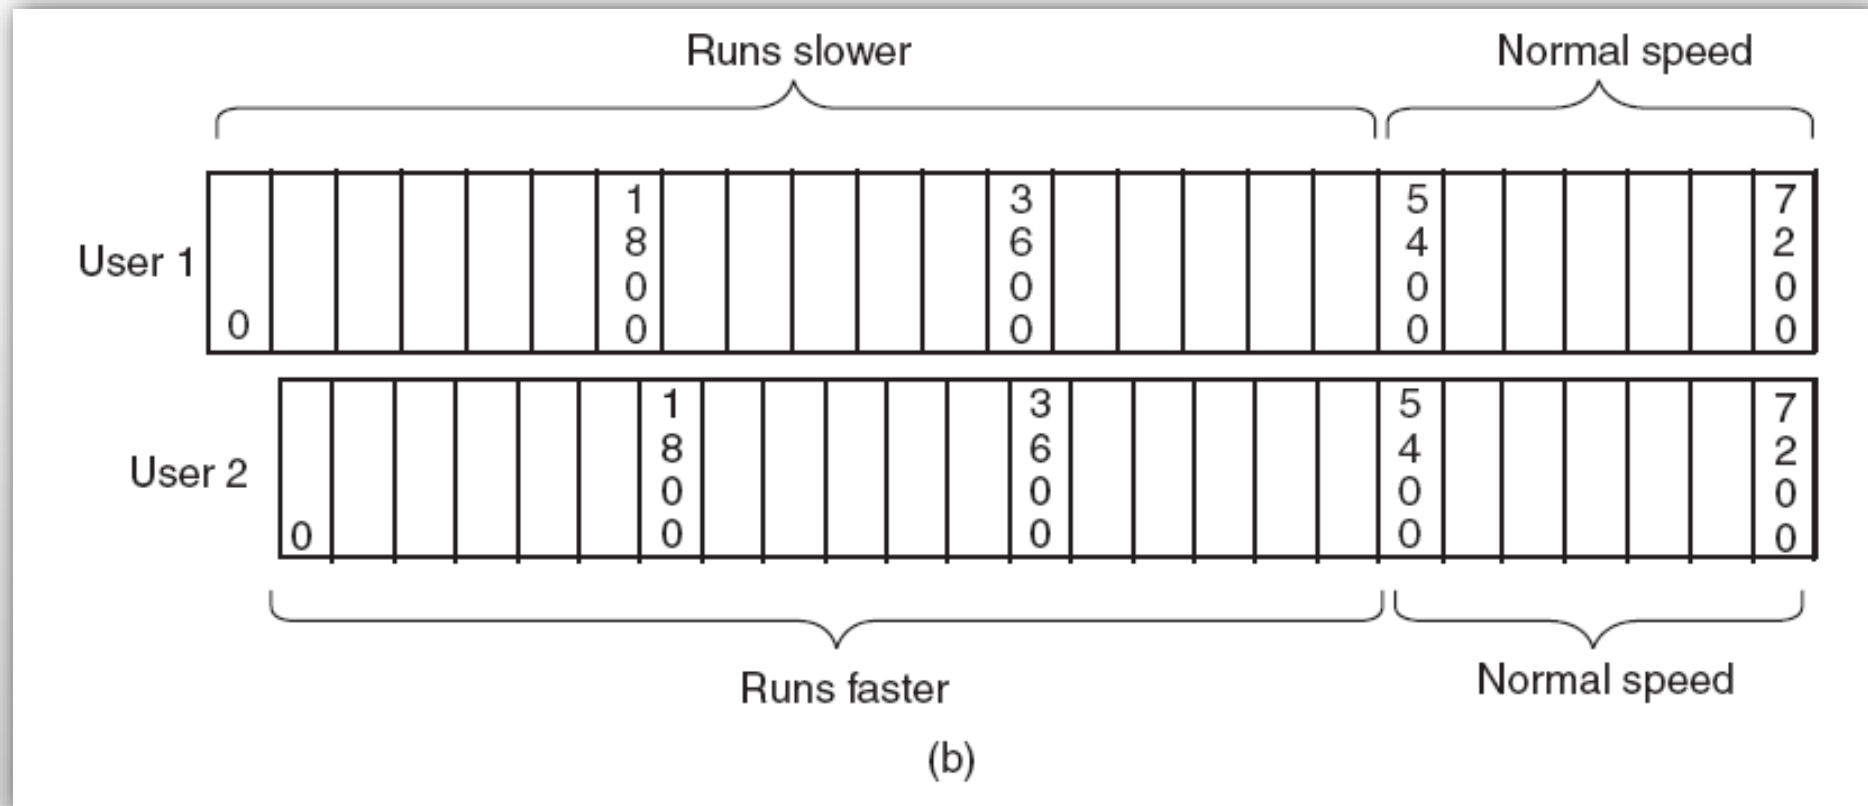 Runs slower Normal speed
User 1 0 1800 3600 5400 7200
User 2 0 1800 3600 5400 7200
Runs faster Normal speed
(b)